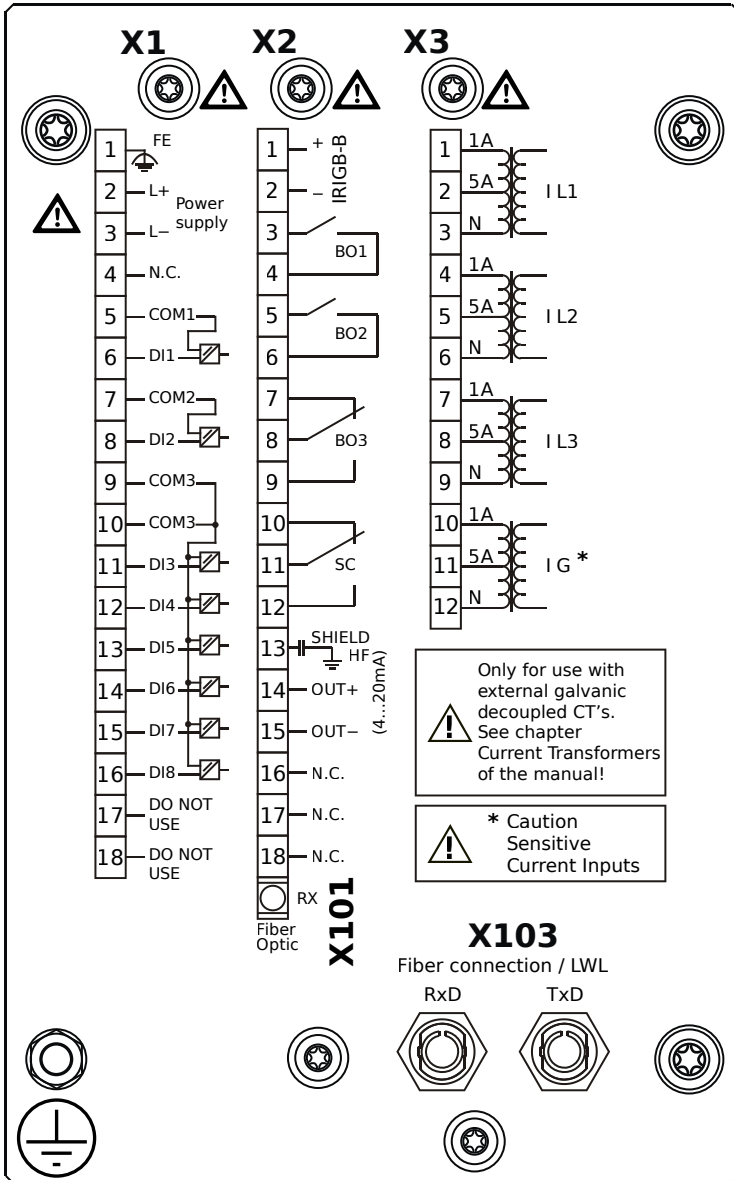 X1
1 FE
2 L+ Power
supply
3 L−
4 N.C.
5 COM1
6 DI1
7 COM2
8 DI2
9 COM3
10 COM3
11 DI3
12 DI4
13 DI5
14 DI6
15 DI7
16 DI8
17 DO NOT
USE
18 DO NOT
USE
X2
1 +
2 −
IRIGB-B
3
BO1
4
5
BO2
6
7
8 BO3
9
10
11 SC
12
13 SHIELD
HF
14 OUT+
15 OUT−
(4...20mA)
16 N.C.
17 N.C.
18 N.C.
RX
Fiber
Optic
X101
X3
1 1A
2 5A I L1
3 N
4 1A
5 5A I L2
6 N
7 1A
8 5A I L3
9 N
10 1A
11 5A I G *
12 N
Only for use with
external galvanic
decoupled CT's.
See chapter
Current Transformers
of the manual!
* Caution
Sensitive
Current Inputs
X103
Fiber connection / LWL
RxD TxD